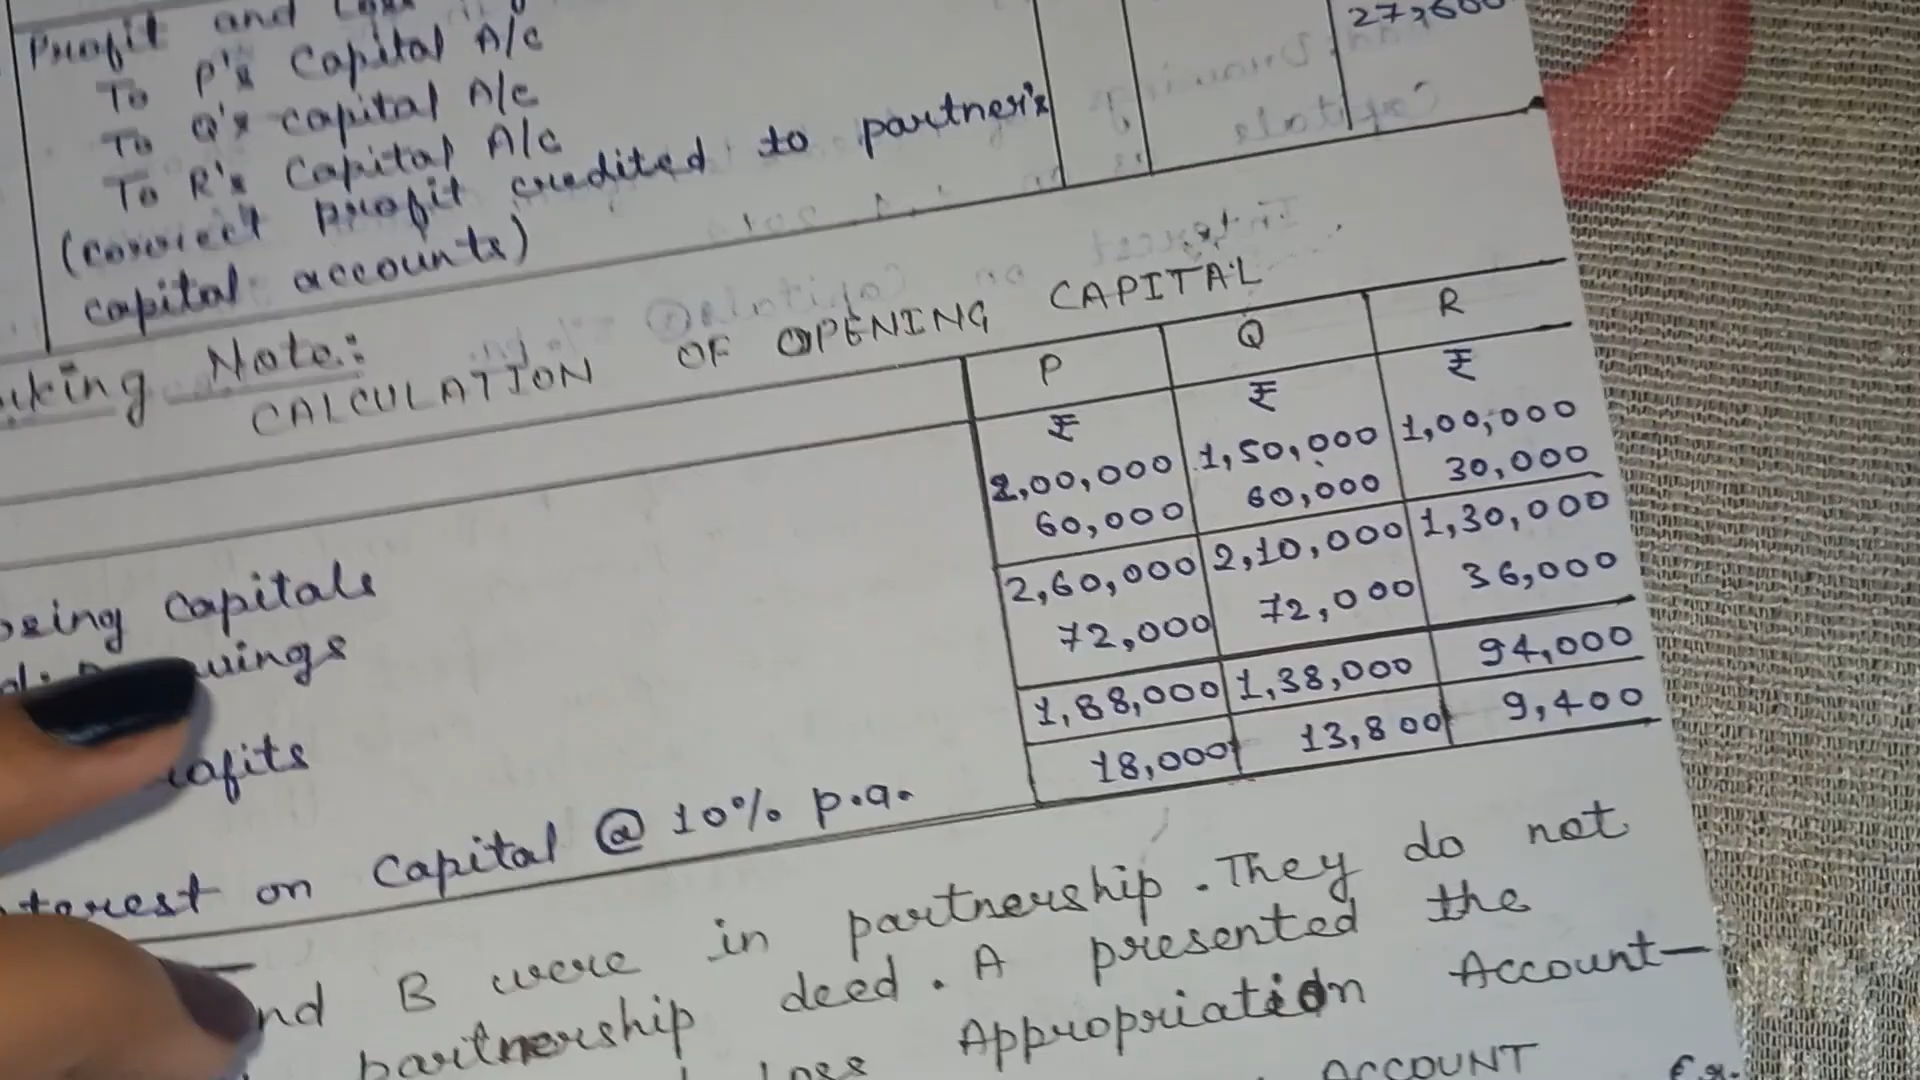 Profit and Loss
27,600
To P's Capital A/c
To Q's capital A/c
To R's Capital A/c
(correct profit credited to partner's
capital accounts)
Note:
CALCULATION OF OPENING CAPITAL
P Q R
₹ ₹ ₹
capitals 2,00,000 1,50,000 1,00,000
60,000 60,000 30,000
2,60,000 2,10,000 1,30,000
72,000 72,000 36,000
1,88,000 1,38,000 94,000
on Capital @ 10% p.a. 18,000 13,800 9,400
B were in partnership. They do not
partnership deed. A presented the
Appropriation Account—
ACCOUNT